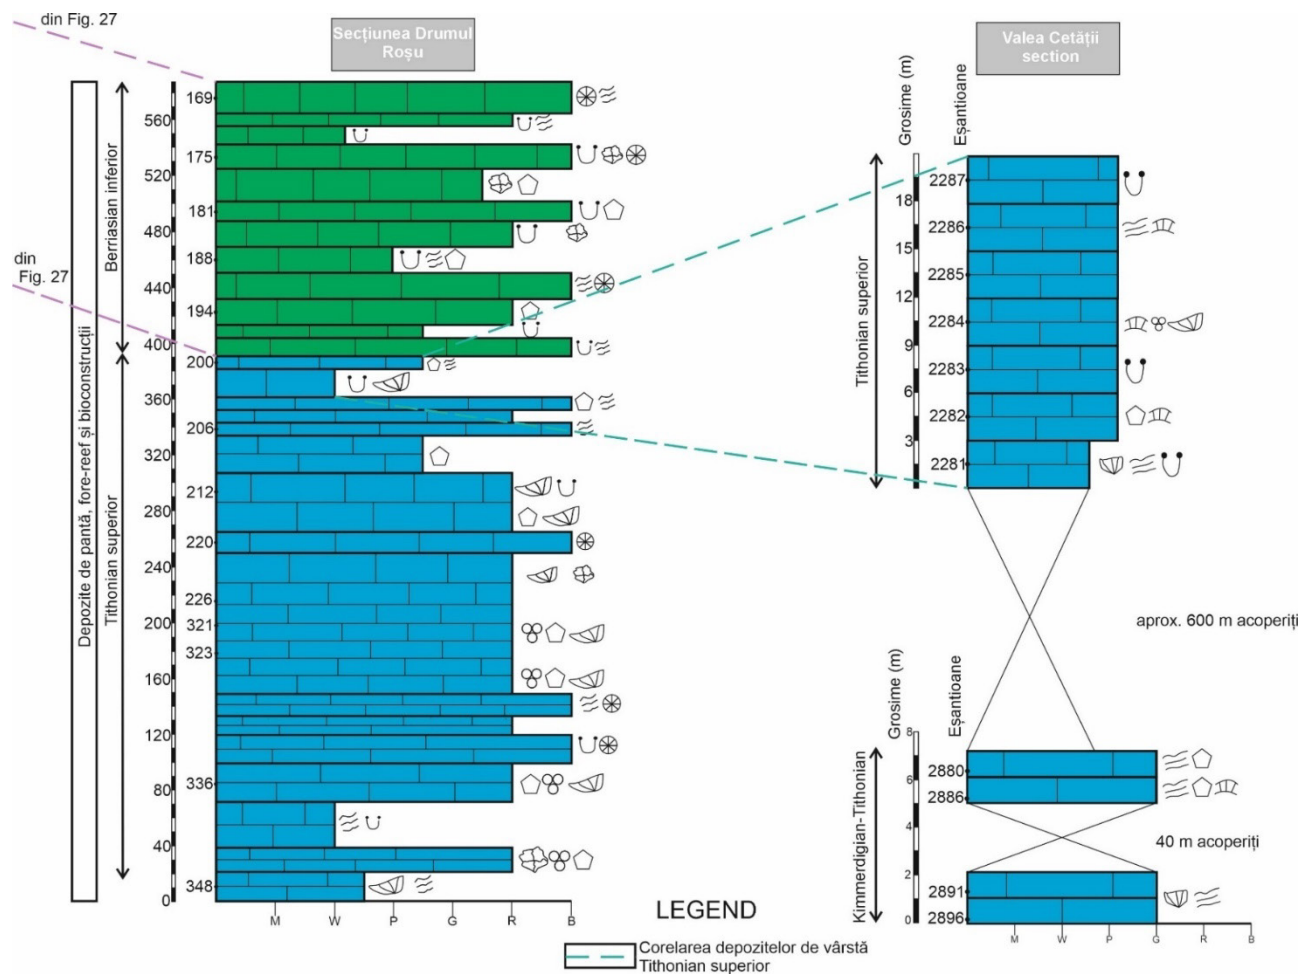 din Fig. 27
Secțiunea Drumul
Roșu
Valea Cetății
section
Grosime (m)
Eșantioane
din
Fig. 27
Depozite de pantă, fore-reef și bioconstrucții
Berriasian inferior
Tithonian superior
560
520
480
440
400
360
320
280
240
200
160
120
80
40
0
169
175
181
188
194
200
206
212
220
226
321
323
336
348
M W P G R B
Tithonian superior
18
15
12
9
6
3
2287
2286
2285
2284
2283
2282
2281
aprox. 600 m acoperiți
Grosime (m)
Eșantioane
Kimmerdigian-Tithonian
8
6
4
2
0
2880
2886
40 m acoperiți
2891
2896
M W P G R B
LEGEND
Corelarea depozitelor de vârstă
Tithonian superior